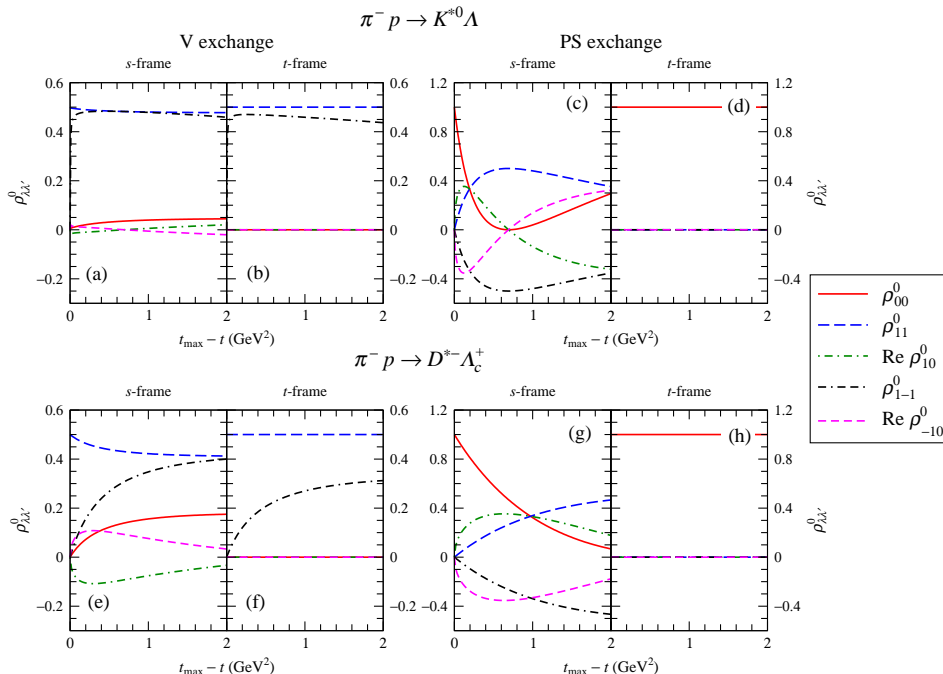 π⁻ p → K*⁰Λ
V exchange PS exchange
s-frame t-frame s-frame t-frame
0.6 0.6 1.2 1.2
(c) (d)
0.4 0.4 0.8 0.8
0.2 0.2 0.4 0.4
0 0 0 0
(a) (b)
−0.2 −0.2 −0.4 −0.4
ρ⁰λλ′ ρ⁰λλ′
0 1 2 0 1 2 0 1 2 0 1 2
t_max − t (GeV²) t_max − t (GeV²)
ρ⁰₀₀
ρ⁰₁₁
Re ρ⁰₁₀
ρ⁰₁₋₁
Re ρ⁰₋₁₀
π⁻ p → D*⁻Λc⁺
s-frame t-frame s-frame t-frame
0.6 0.6 1.2 1.2
(g) (h)
0.4 0.4 0.8 0.8
0.2 0.2 0.4 0.4
0 0 0 0
(e) (f)
−0.2 −0.2 −0.4 −0.4
ρ⁰λλ′ ρ⁰λλ′
0 1 2 0 1 2 0 1 2 0 1 2
t_max − t (GeV²) t_max − t (GeV²)